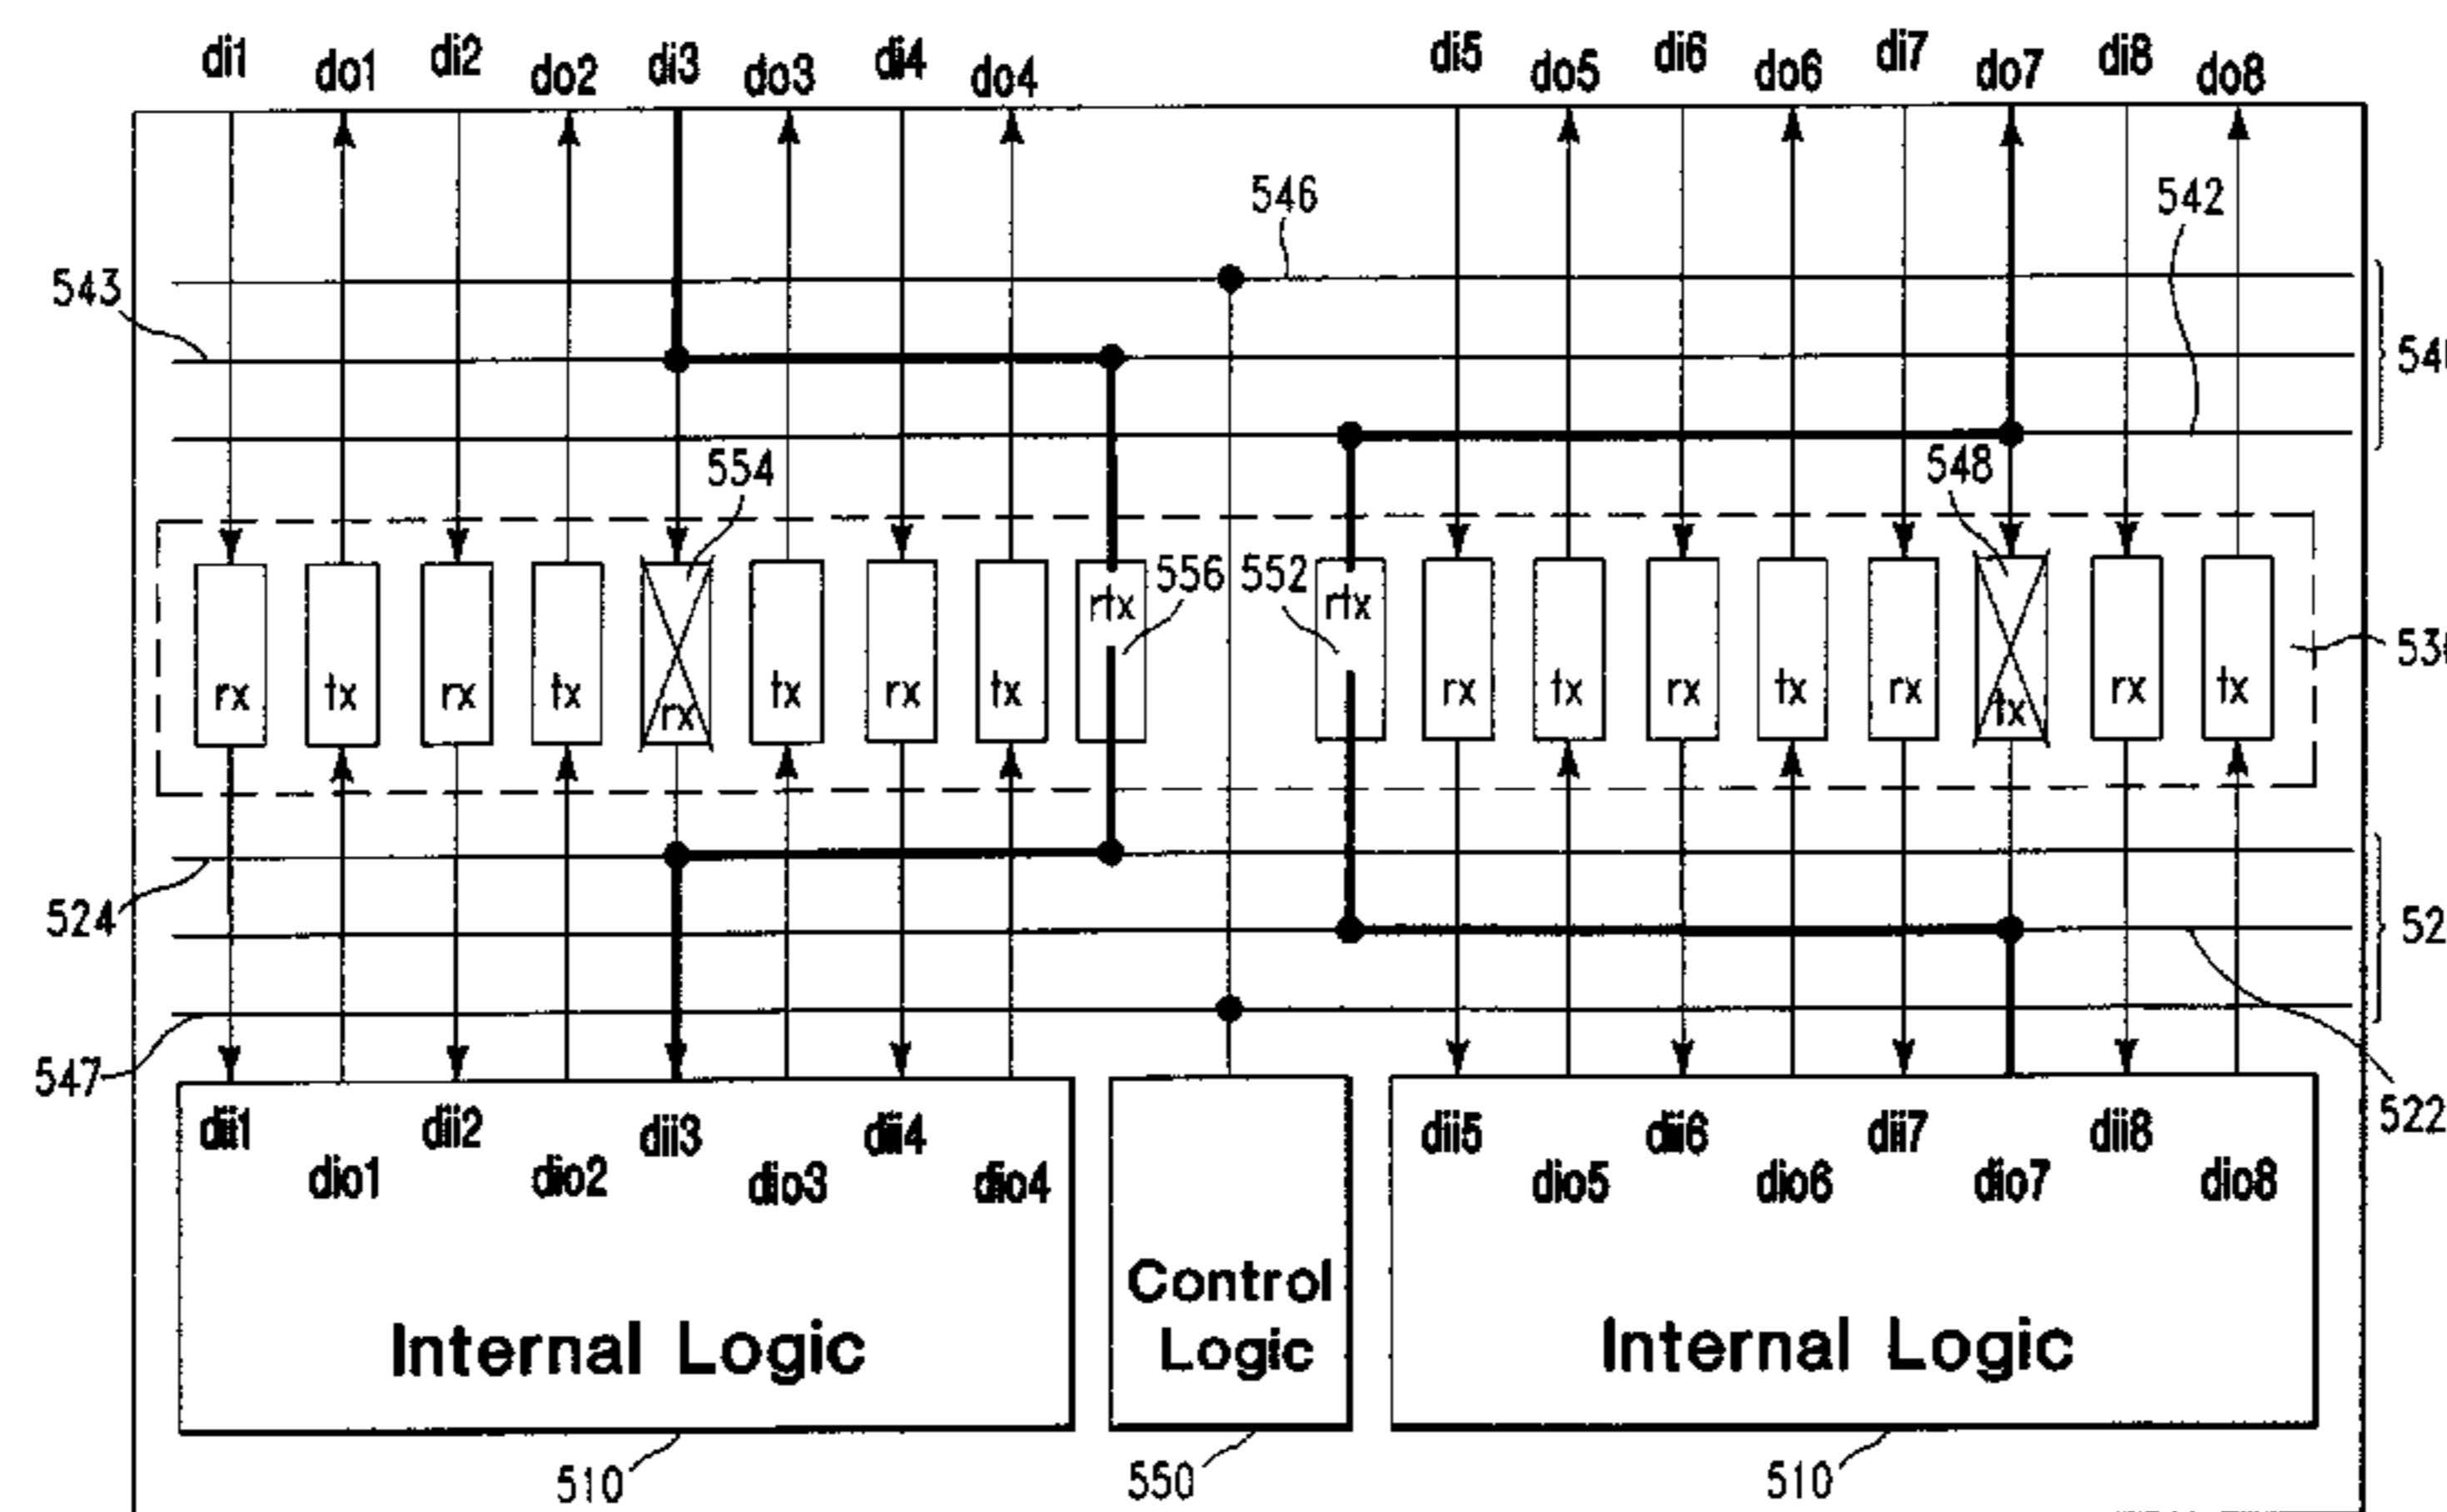 di1 do1 di2 do2 di3 do3 di4 do4 di5 do5 di6 do6 di7 do7 di8 do8
546 542
543
554 548
556 552
rtx rtx
rx tx rx tx rx tx rx tx rx tx rx tx rx tx rx tx
524
547
522
dii1 dii2 dii3 dii4 dii5 dii6 dii7 dii8
dio1 dio2 dio3 dio4 dio5 dio6 dio7 dio8
Internal Logic
Control
Logic
Internal Logic
510 550 510